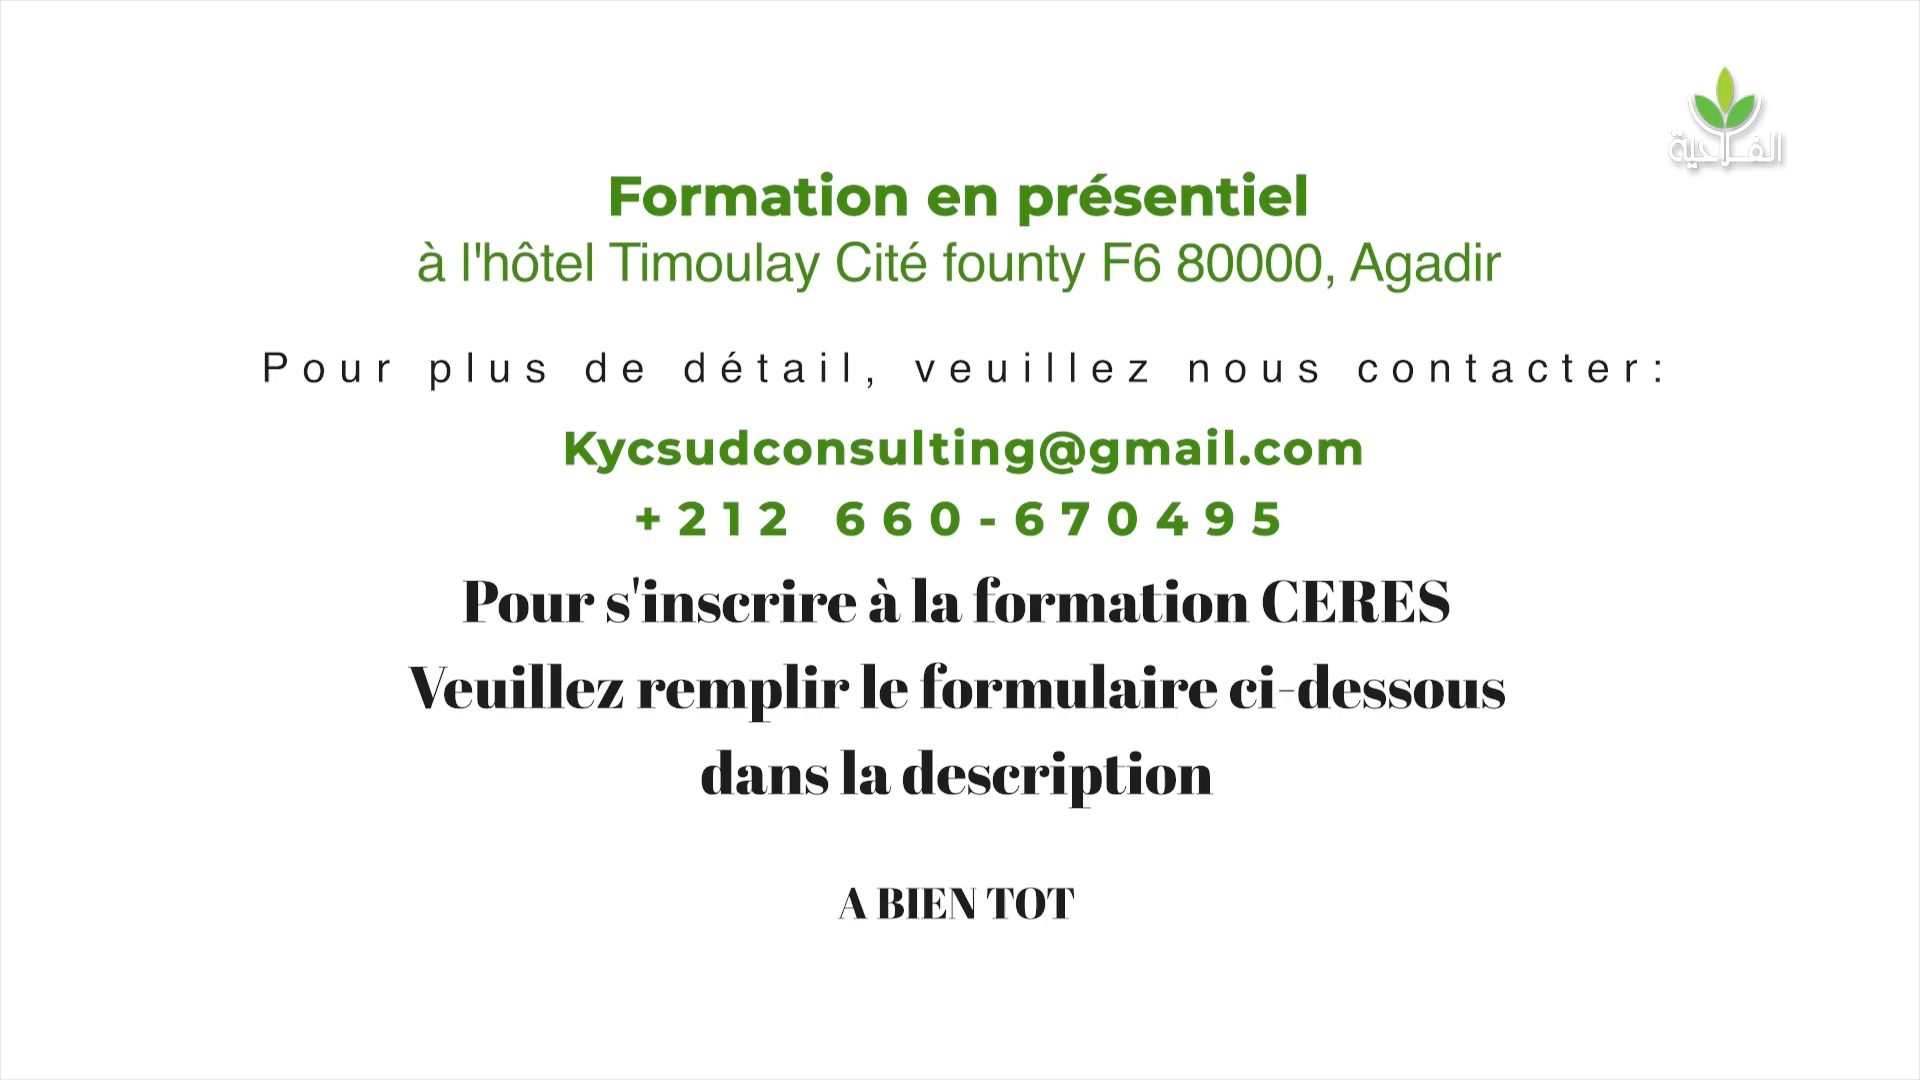 الفلاحية
Formation en présentiel
à l'hôtel Timoulay Cité founty F6 80000, Agadir
Pour plus de détail, veuillez nous contacter:
Kycsudconsulting@gmail.com
+212 660-670495
Pour s'inscrire à la formation CERES
Veuillez remplir le formulaire ci-dessous
dans la description
A BIEN TOT